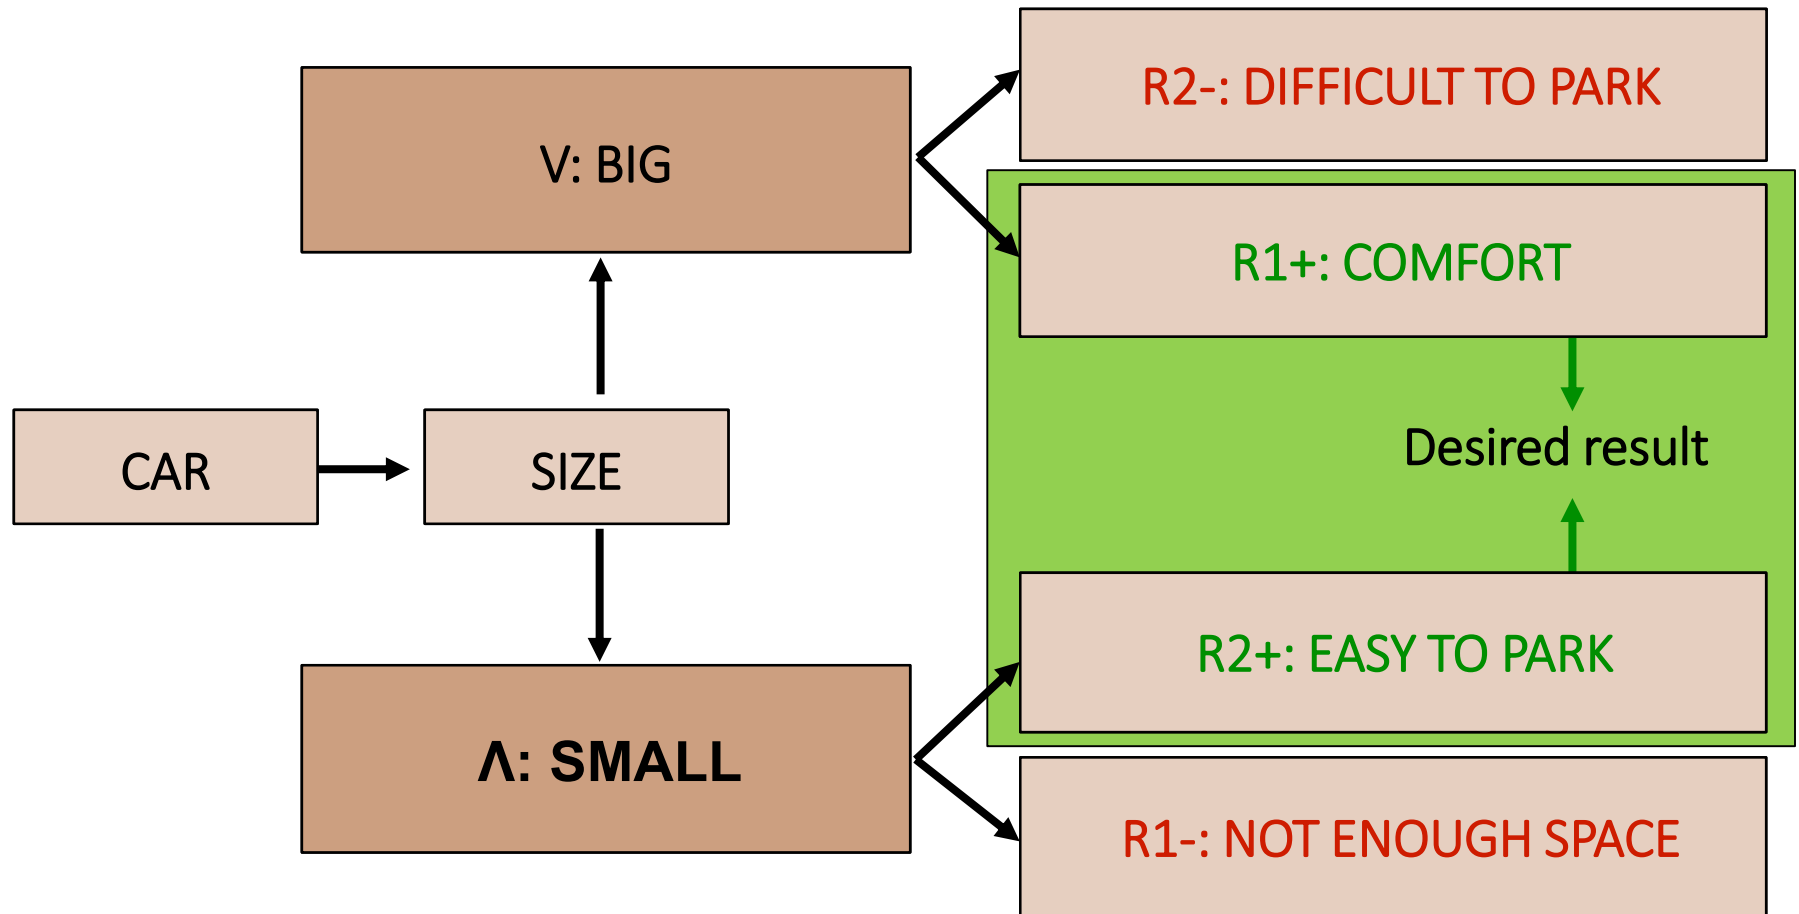 R2-: DIFFICULT TO PARK
V: BIG
R1+: COMFORT
Desired result
CAR
SIZE
R2+: EASY TO PARK
Λ: SMALL
R1-: NOT ENOUGH SPACE